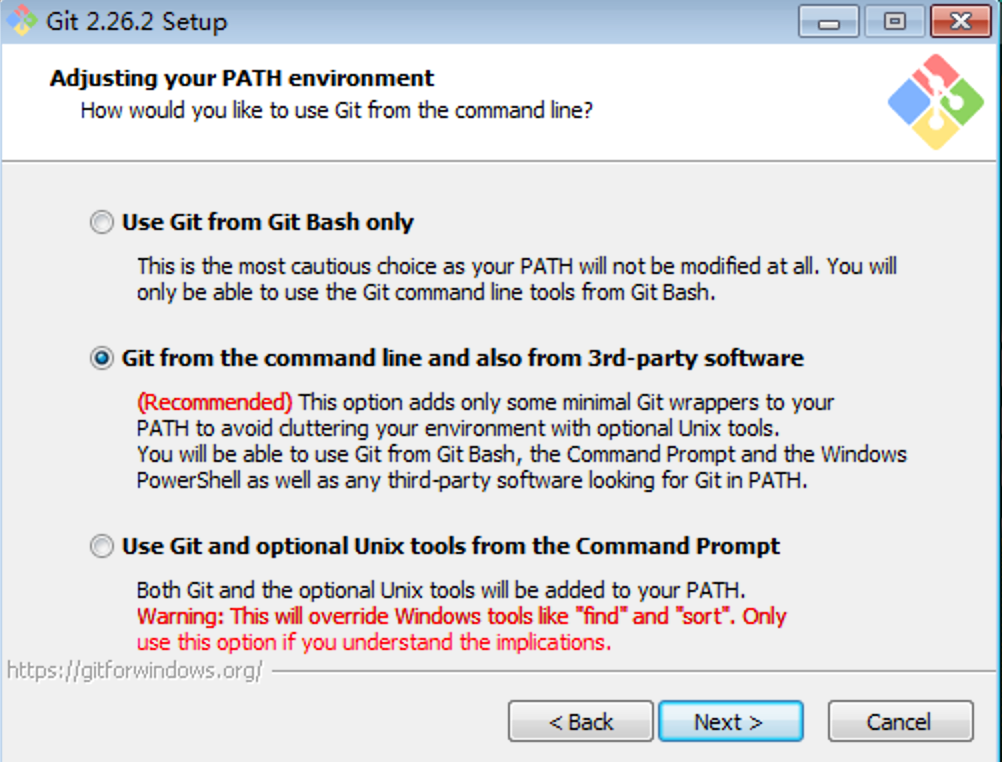 Git 2.26.2 Setup
Adjusting your PATH environment
How would you like to use Git from the command line?
Use Git from Git Bash only
This is the most cautious choice as your PATH will not be modified at all. You will
only be able to use the Git command line tools from Git Bash.
Git from the command line and also from 3rd-party software
(Recommended) This option adds only some minimal Git wrappers to your
PATH to avoid cluttering your environment with optional Unix tools.
You will be able to use Git from Git Bash, the Command Prompt and the Windows
PowerShell as well as any third-party software looking for Git in PATH.
Use Git and optional Unix tools from the Command Prompt
Both Git and the optional Unix tools will be added to your PATH.
Warning: This will override Windows tools like "find" and "sort". Only
use this option if you understand the implications.
https://gitforwindows.org/
< Back
Next >
Cancel